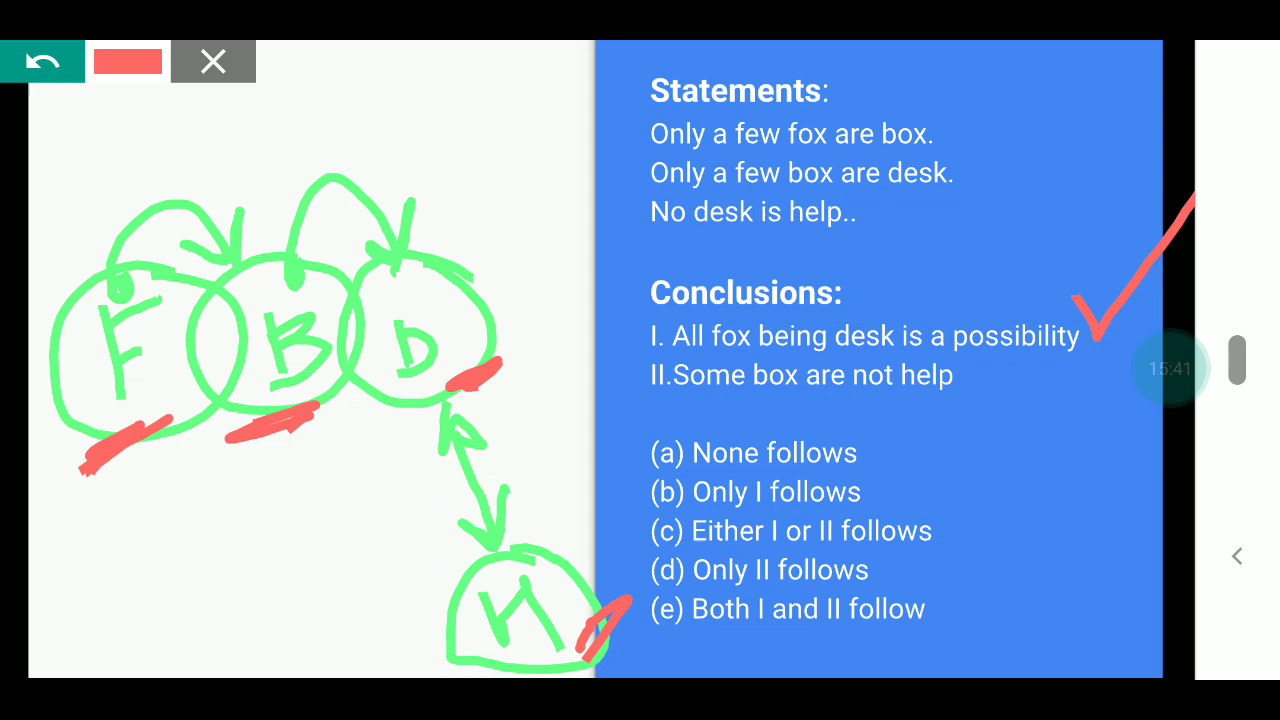 Statements:
Only a few fox are box.
Only a few box are desk.
No desk is help..
Conclusions:
I. All fox being desk is a possibility
II.Some box are not help
(a) None follows
(b) Only I follows
(c) Either I or II follows
(d) Only II follows
(e) Both I and II follow
F
B
D
H
15:41